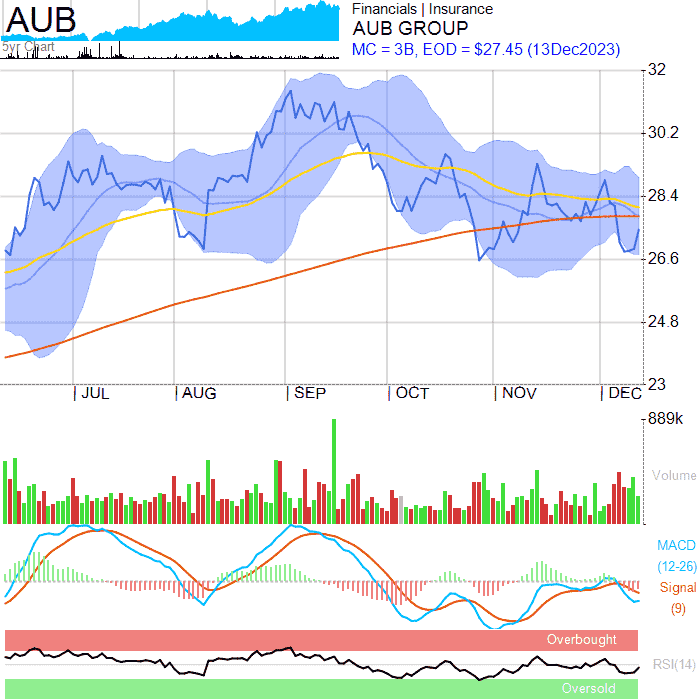 AUB
5yr Chart
Financials | Insurance
AUB GROUP
MC = 3B, EOD = $27.45 (13Dec2023)
32
30.2
28.4
26.6
24.8
23
JUL AUG SEP OCT NOV DEC
889k
Volume
MACD
(12-26)
Signal
(9)
Overbought
RSI(14)
Oversold